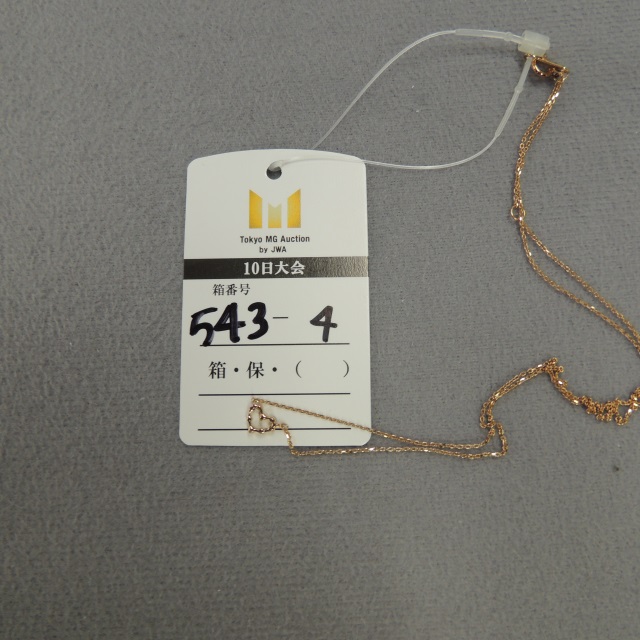 Tokyo MG Auction
by JWA
10日大会
箱番号
543-4
箱・保・（　　）